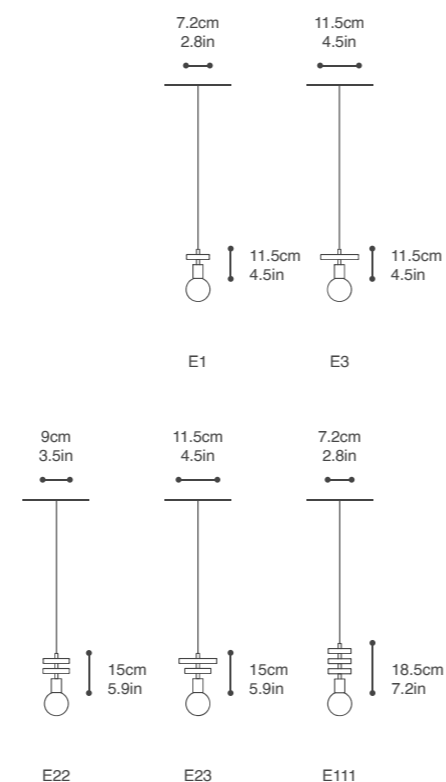 7.2cm
2.8in
11.5cm
4.5in
11.5cm
4.5in
11.5cm
4.5in
E1
E3
9cm
3.5in
11.5cm
4.5in
7.2cm
2.8in
15cm
5.9in
15cm
5.9in
18.5cm
7.2in
E22
E23
E111